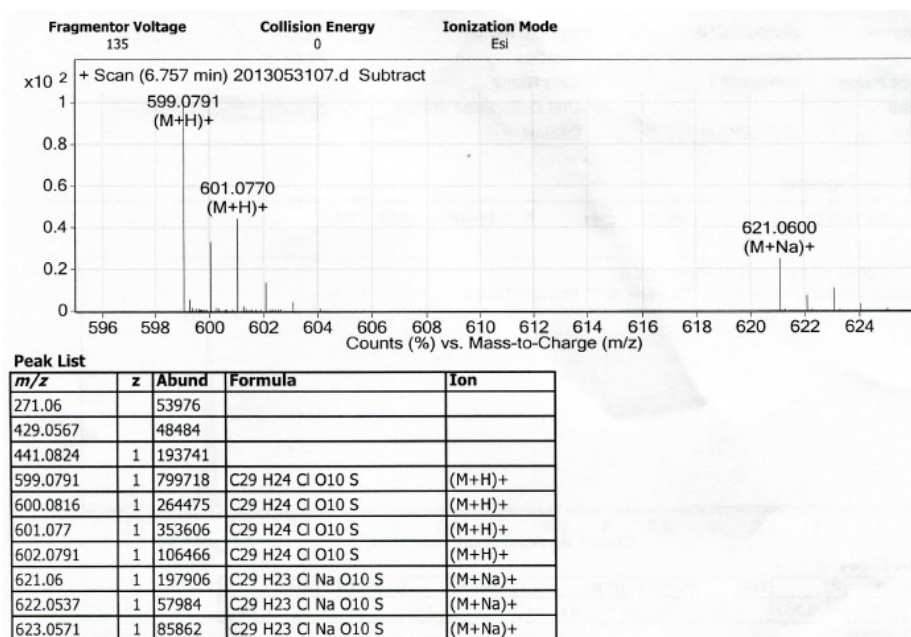 Fragmentor Voltage Collision Energy Ionization Mode
135 0 Esi
x10 2 + Scan (6.757 min) 2013053107.d Subtract
1
599.0791
(M+H)+
0.8
0.6
601.0770
(M+H)+
0.4
621.0600
(M+Na)+
0.2
0
596 598 600 602 604 606 608 610 612 614 616 618 620 622 624
Counts (%) vs. Mass-to-Charge (m/z)
Peak List
m/z z Abund Formula Ion
271.06 53976
429.0567 48484
441.0824 1 193741
599.0791 1 799718 C29 H24 Cl O10 S (M+H)+
600.0816 1 264475 C29 H24 Cl O10 S (M+H)+
601.077 1 353606 C29 H24 Cl O10 S (M+H)+
602.0791 1 106466 C29 H24 Cl O10 S (M+H)+
621.06 1 197906 C29 H23 Cl Na O10 S (M+Na)+
622.0537 1 57984 C29 H23 Cl Na O10 S (M+Na)+
623.0571 1 85862 C29 H23 Cl Na O10 S (M+Na)+